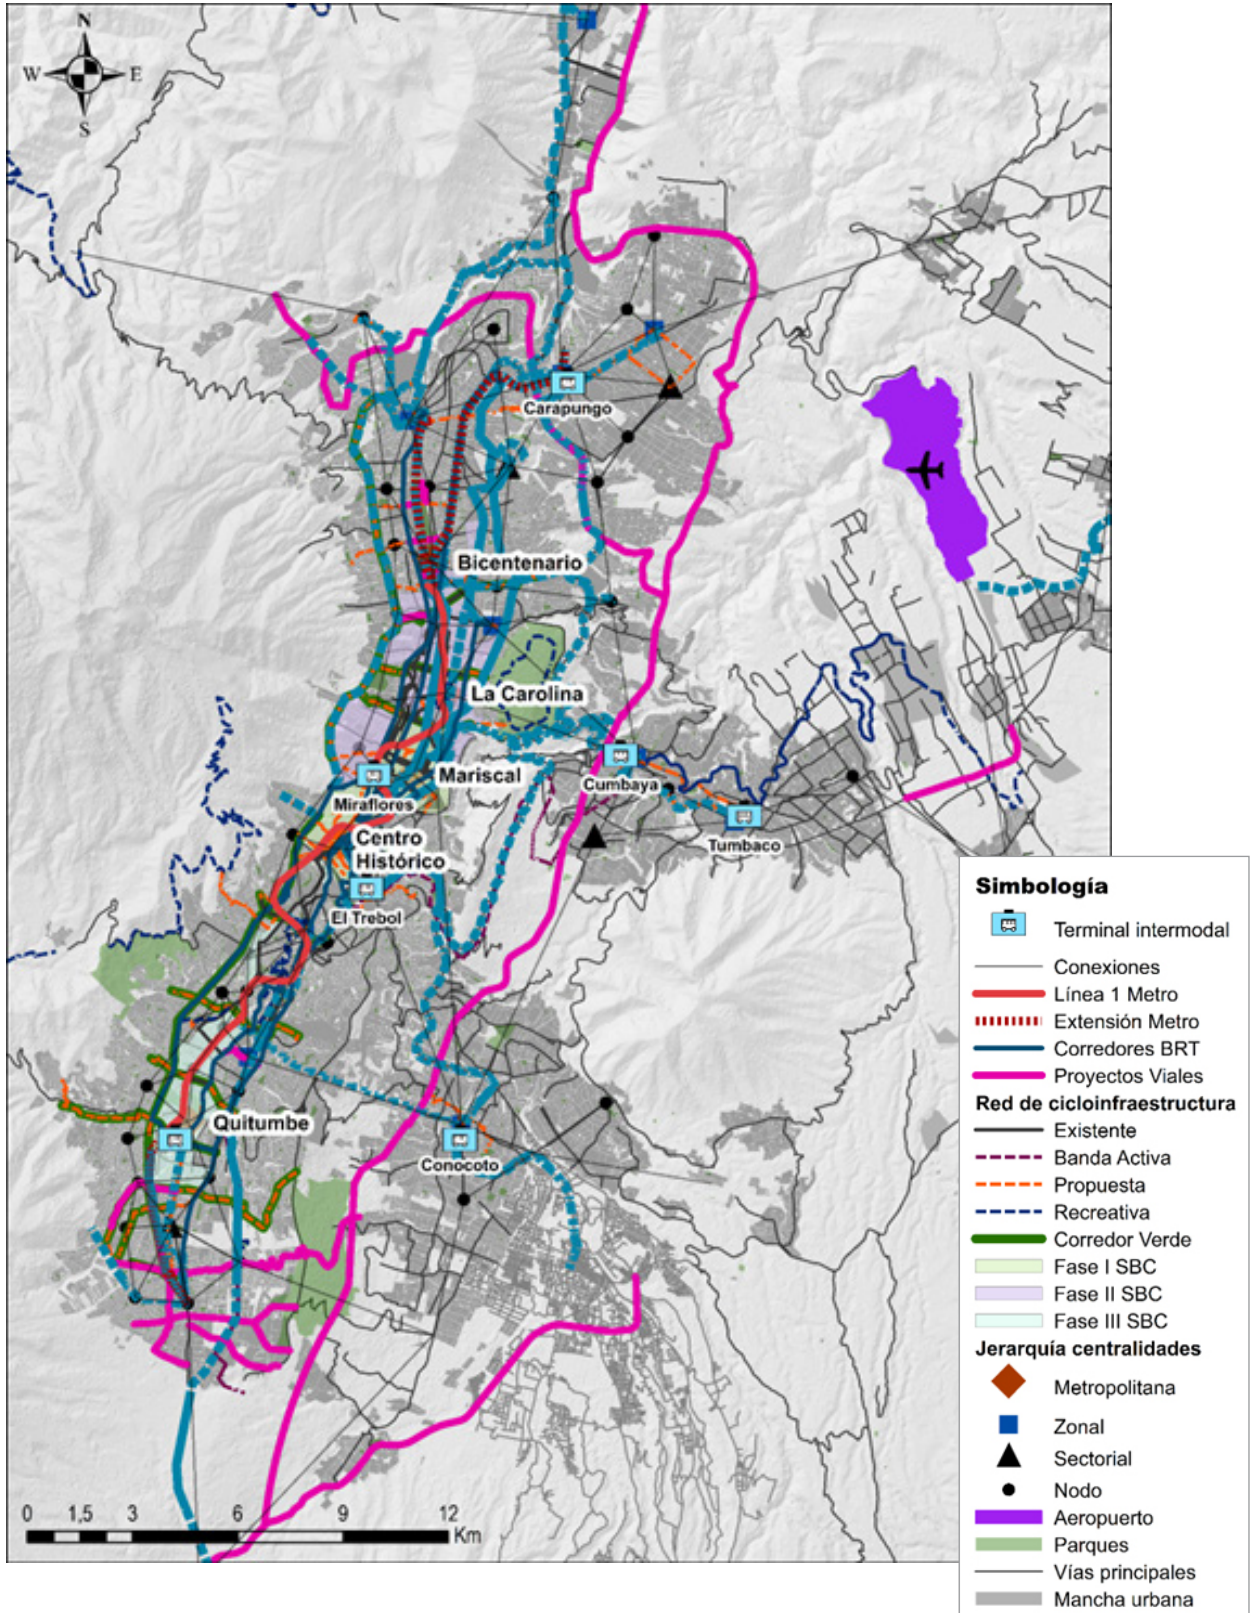 N
W E
S
Carapungo
Bicentenario
La Carolina
Mariscal
Cumbaya
Miraflores
Tumbaco
Centro
Histórico
El Trebol
Quitumbe
Conocoto
0 1,5 3 6 9 12
Km
Simbología
Terminal intermodal
Conexiones
Línea 1 Metro
Extensión Metro
Corredores BRT
Proyectos Viales
Red de cicloinfraestructura
Existente
Banda Activa
Propuesta
Recreativa
Corredor Verde
Fase I SBC
Fase II SBC
Fase III SBC
Jerarquía centralidades
Metropolitana
Zonal
Sectorial
Nodo
Aeropuerto
Parques
Vías principales
Mancha urbana